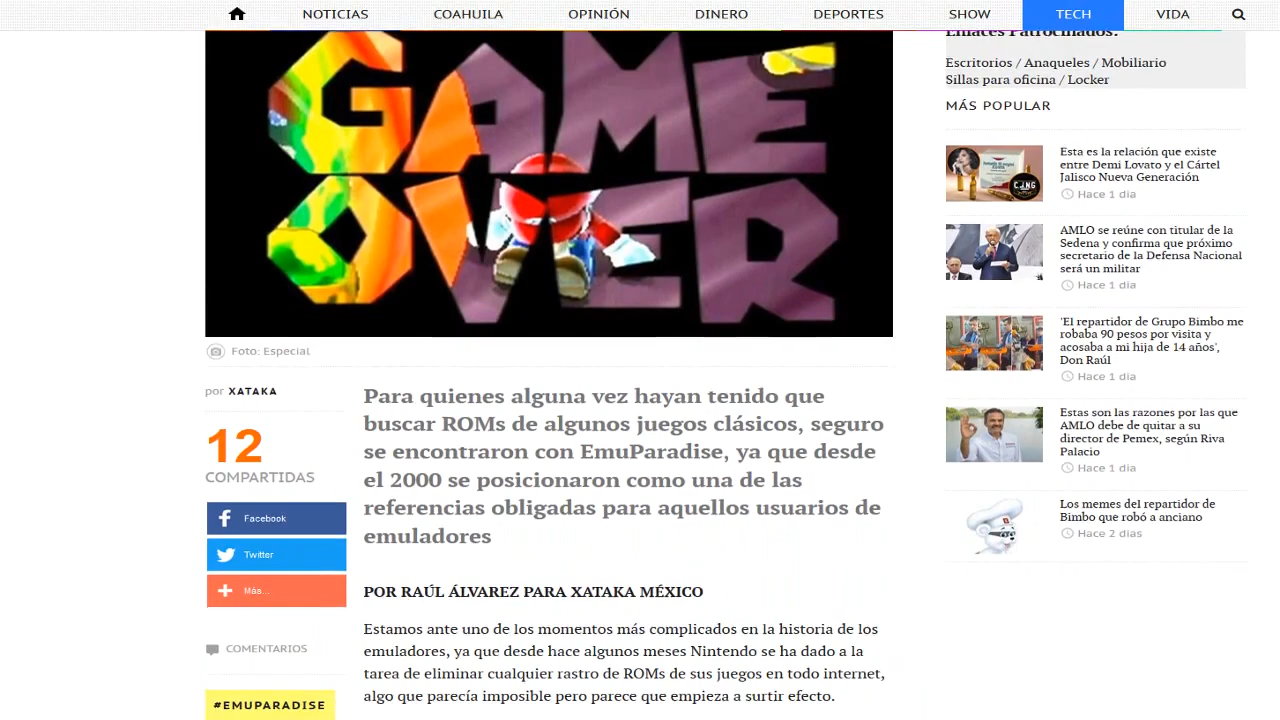 NOTICIAS COAHUILA OPINIÓN DINERO DEPORTES SHOW TECH VIDA
GAME
OVER
Foto: Especial
por XATAKA
12
COMPARTIDAS
Facebook
Twitter
Más...
COMENTARIOS
#EMUPARADISE
Para quienes alguna vez hayan tenido que
buscar ROMs de algunos juegos clásicos, seguro
se encontraron con EmuParadise, ya que desde
el 2000 se posicionaron como una de las
referencias obligadas para aquellos usuarios de
emuladores
POR RAÚL ÁLVAREZ PARA XATAKA MÉXICO
Estamos ante uno de los momentos más complicados en la historia de los
emuladores, ya que desde hace algunos meses Nintendo se ha dado a la
tarea de eliminar cualquier rastro de ROMs de sus juegos en todo internet,
algo que parecía imposible pero parece que empieza a surtir efecto.
Enlaces Patrocinados:
Escritorios / Anaqueles / Mobiliario
Sillas para oficina / Locker
MÁS POPULAR
CJNG
Esta es la relación que existe
entre Demi Lovato y el Cártel
Jalisco Nueva Generación
Hace 1 dia
AMLO se reúne con titular de la
Sedena y confirma que próximo
secretario de la Defensa Nacional
será un militar
Hace 1 dia
'El repartidor de Grupo Bimbo me
robaba 90 pesos por visita y
acosaba a mi hija de 14 años',
Don Raúl
Hace 1 dia
Estas son las razones por las que
AMLO debe de quitar a su
director de Pemex, según Riva
Palacio
Hace 1 dia
Los memes del repartidor de
Bimbo que robó a anciano
Hace 2 dias